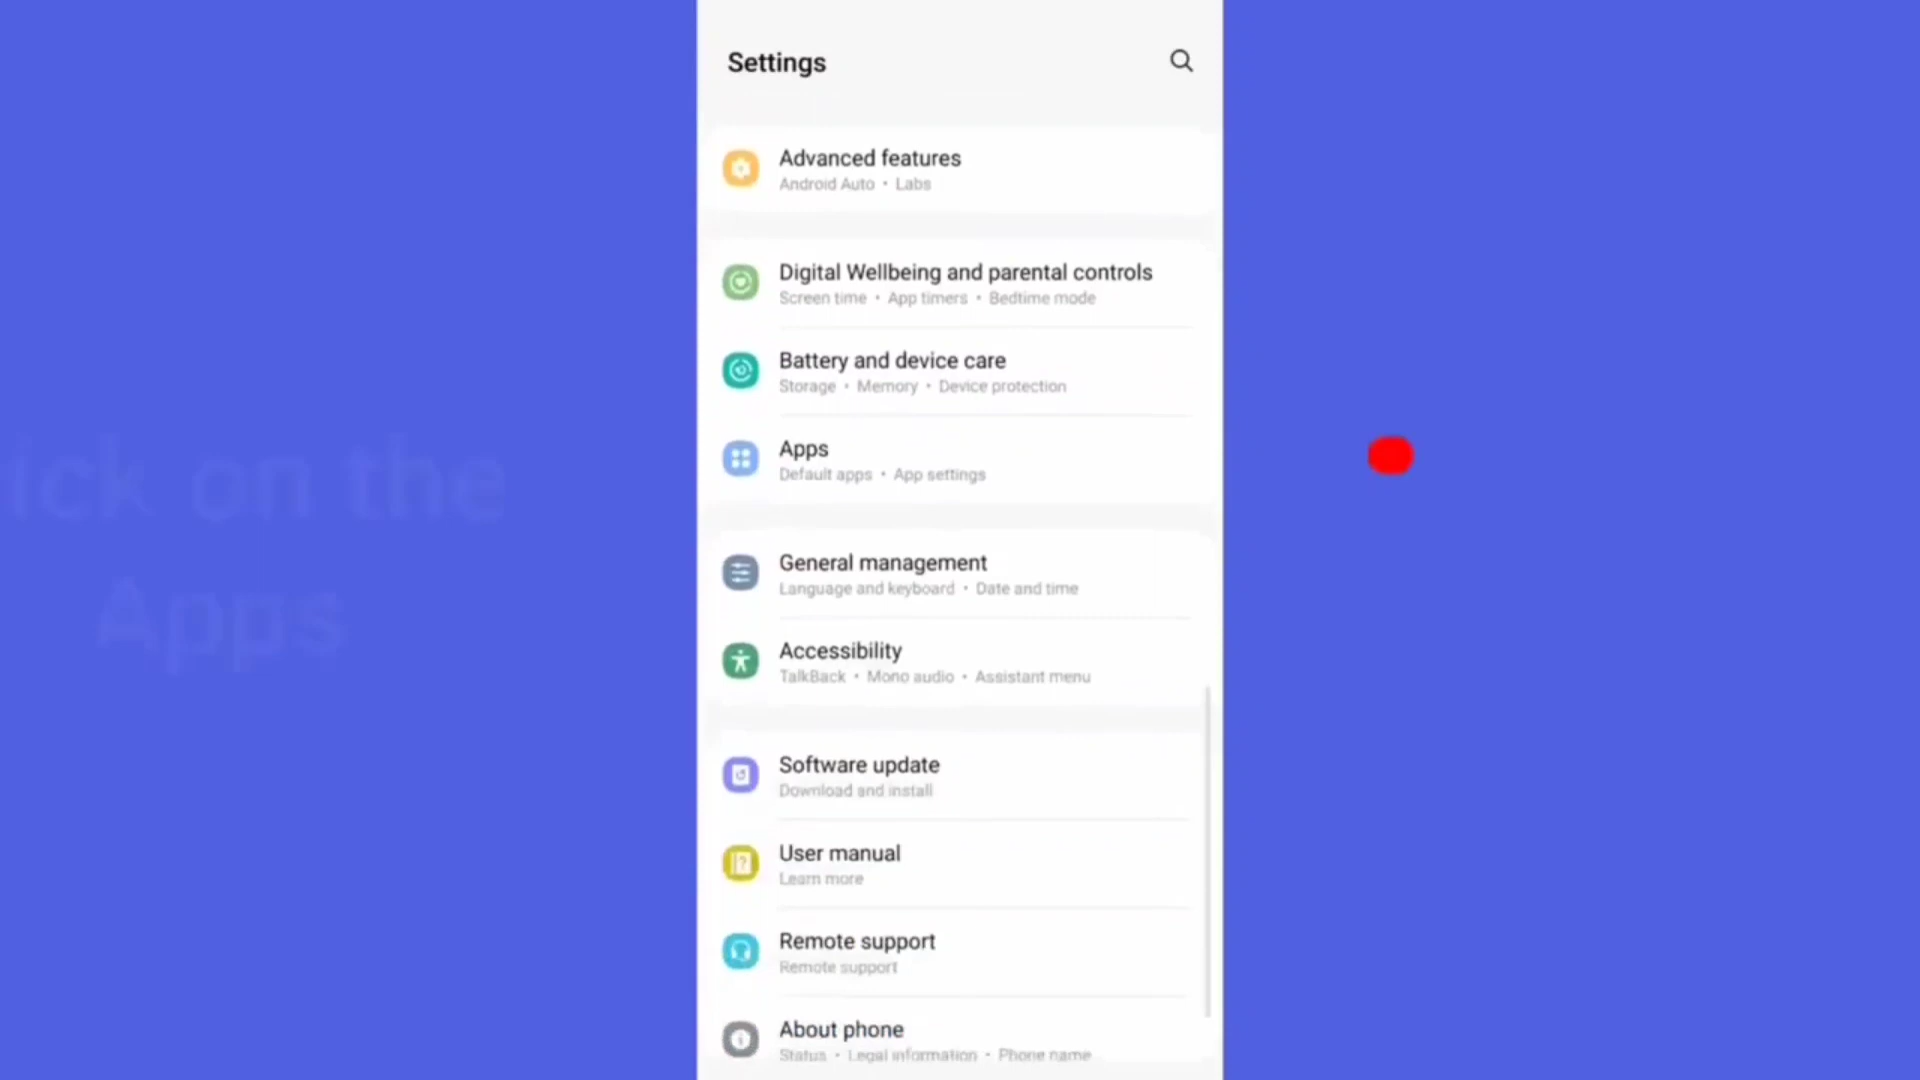 Settings
Advanced features
Android Auto • Labs
Digital Wellbeing and parental controls
Screen time • App timers • Bedtime mode
Battery and device care
Storage • Memory • Device protection
Apps
Default apps • App settings
ick on the
Apps
General management
Language and keyboard • Date and time
Accessibility
TalkBack • Mono audio • Assistant menu
Software update
Download and install
User manual
Learn more
Remote support
Remote support
About phone
Status • Legal information • Phone name